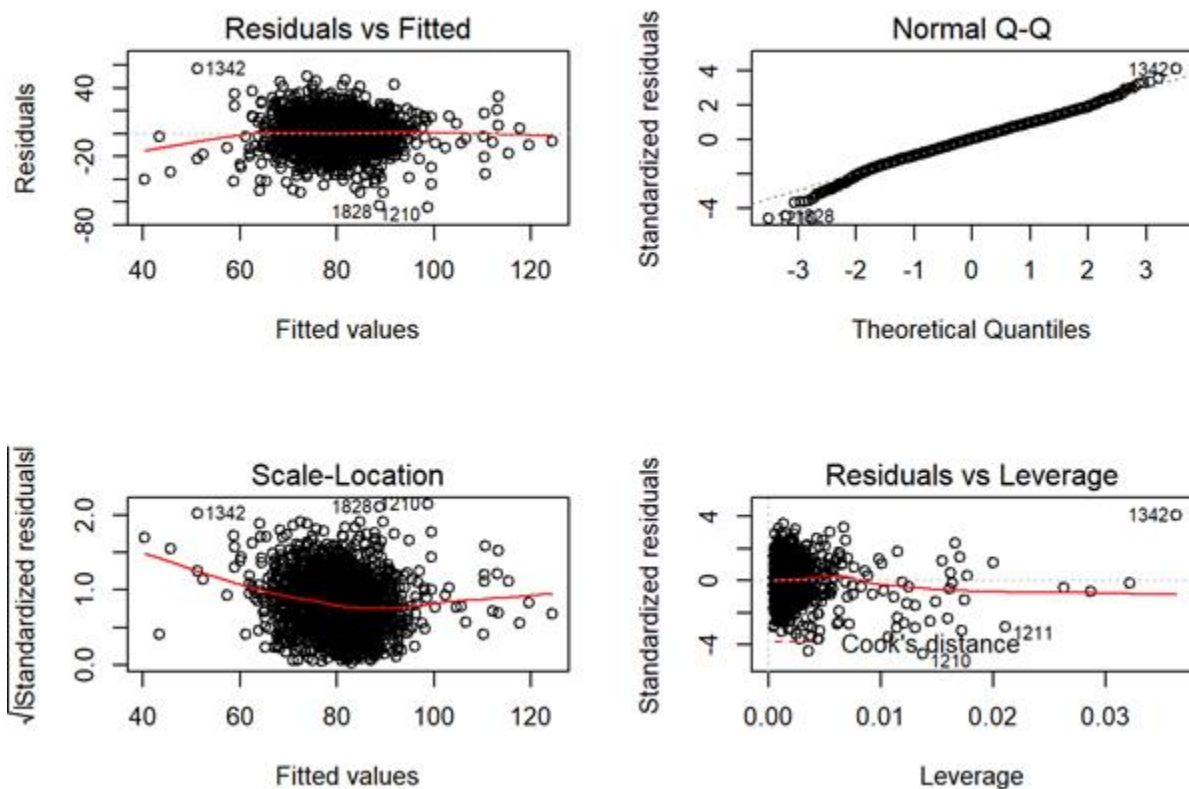 Residuals vs Fitted
Residuals
40
-20
-80
1342
1828
1210
40 60 80 100 120
Fitted values
Normal Q-Q
Standardized residuals
4
2
0
-4
1342
1828
-3 -2 -1 0 1 2 3
Theoretical Quantiles
Scale-Location
√|Standardized residuals|
2.0
1.0
0.0
1342
1828
1210
40 60 80 100 120
Fitted values
Residuals vs Leverage
Standardized residuals
4
0
-4
1342
1211
Cook's distance
1210
0.00 0.01 0.02 0.03
Leverage